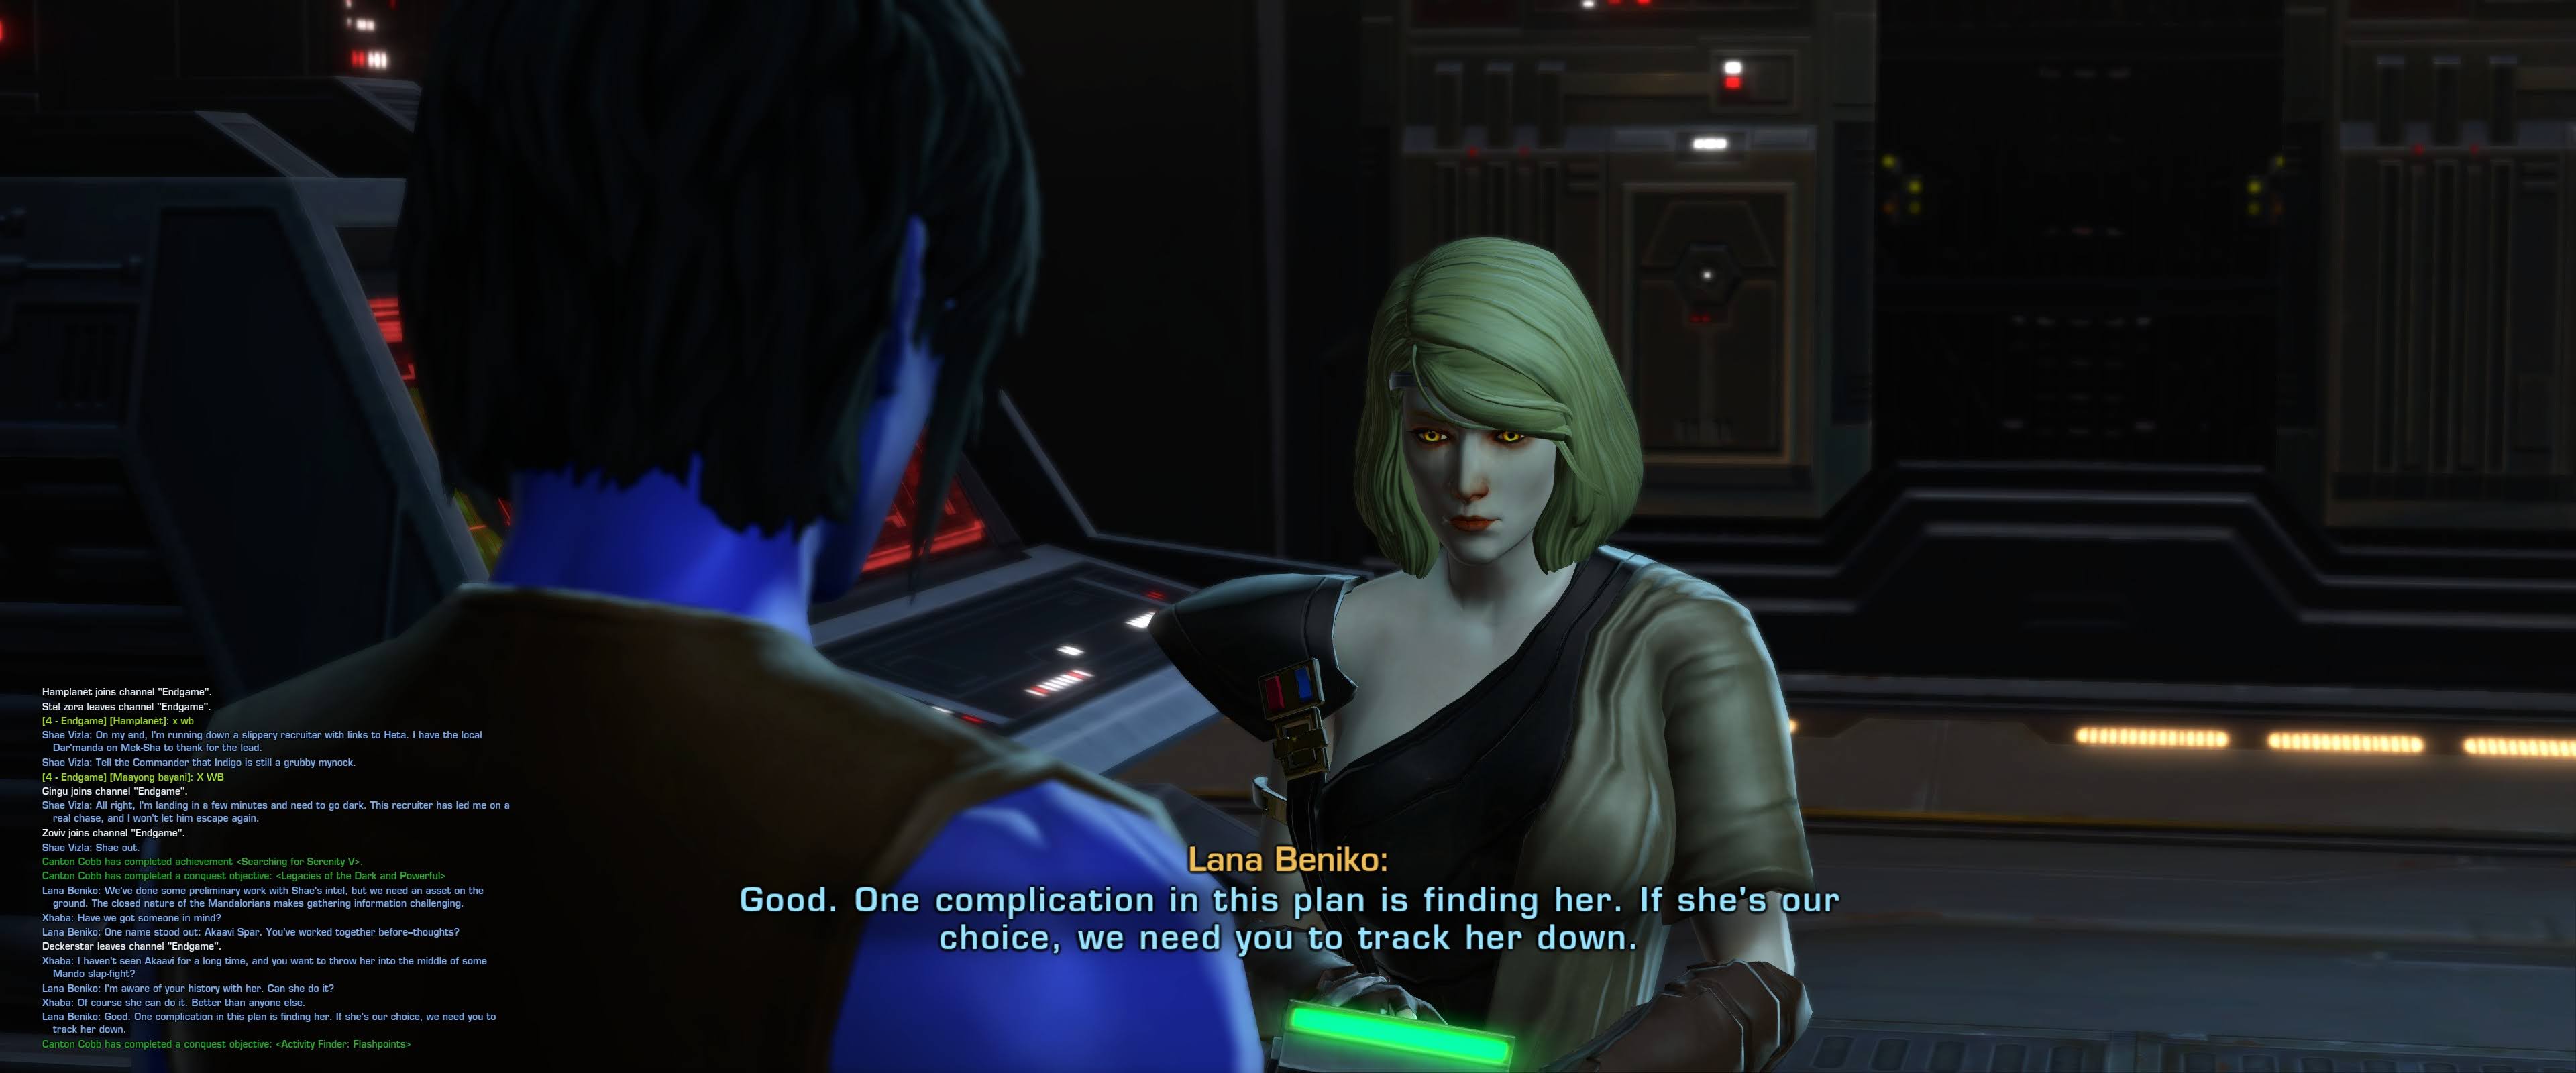 Hamplanèt joins channel "Endgame".
Stel zora leaves channel "Endgame".
[4 - Endgame] [Hamplanèt]: x wb
Shae Vizla: On my end, I'm running down a slippery recruiter with links to Heta. I have the local
Dar'manda on Mek-Sha to thank for the lead.
Shae Vizla: Tell the Commander that Indigo is still a grubby mynock.
[4 - Endgame] [Maayong bayani]: X WB
Gingu joins channel "Endgame".
Shae Vizla: All right, I'm landing in a few minutes and need to go dark. This recruiter has led me on a
real chase, and I won't let him escape again.
Zoviv joins channel "Endgame".
Shae Vizla: Shae out.
Canton Cobb has completed achievement <Searching for Serenity V>.
Canton Cobb has completed a conquest objective: <Legacies of the Dark and Powerful>
Lana Beniko: We've done some preliminary work with Shae's intel, but we need an asset on the
ground. The closed nature of the Mandalorians makes gathering information challenging.
Xhaba: Have we got someone in mind?
Lana Beniko: One name stood out: Akaavi Spar. You've worked together before–thoughts?
Deckerstar leaves channel "Endgame".
Xhaba: I haven't seen Akaavi for a long time, and you want to throw her into the middle of some
Mando slap-fight?
Lana Beniko: I'm aware of your history with her. Can she do it?
Xhaba: Of course she can do it. Better than anyone else.
Lana Beniko: Good. One complication in this plan is finding her. If she's our choice, we need you to
track her down.
Canton Cobb has completed a conquest objective: <Activity Finder: Flashpoints>
Lana Beniko:
Good. One complication in this plan is finding her. If she's our
choice, we need you to track her down.